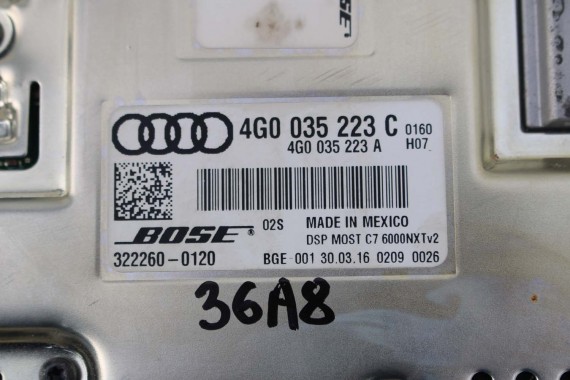 BOSE
4G0 035 223 C 0160
4G0 035 223 A H07
02S MADE IN MEXICO
BOSE® DSP MOST C7 6000NXTv2
322260-0120 BGE-001 30.03.16 0209 0026
36A8